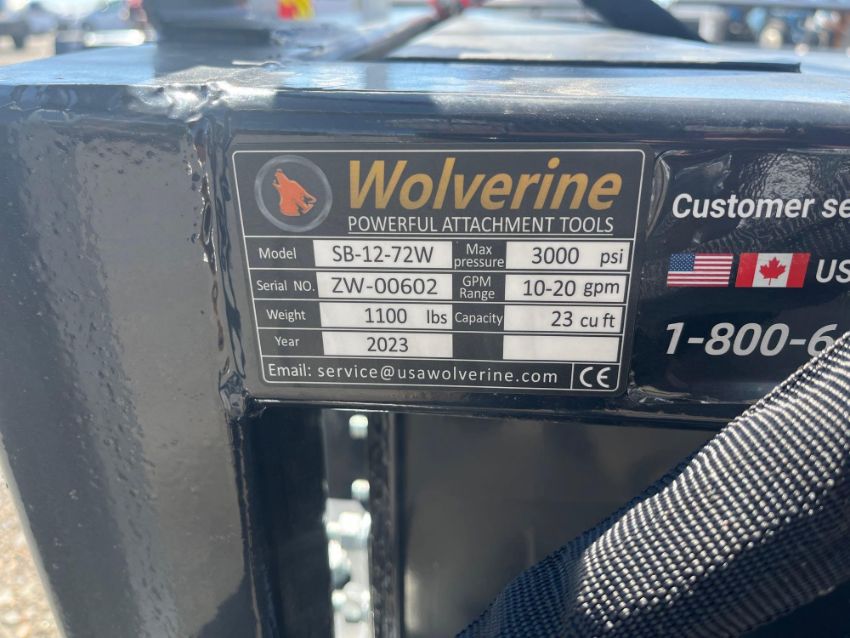 Wolverine
POWERFUL ATTACHMENT TOOLS
Model SB-12-72W Max pressure 3000 psi
Serial NO. ZW-00602 GPM Range 10-20 gpm
Weight 1100 lbs Capacity 23 cu ft
Year 2023
Email: service@usawolverine.com CE
Customer
US
1-800-6